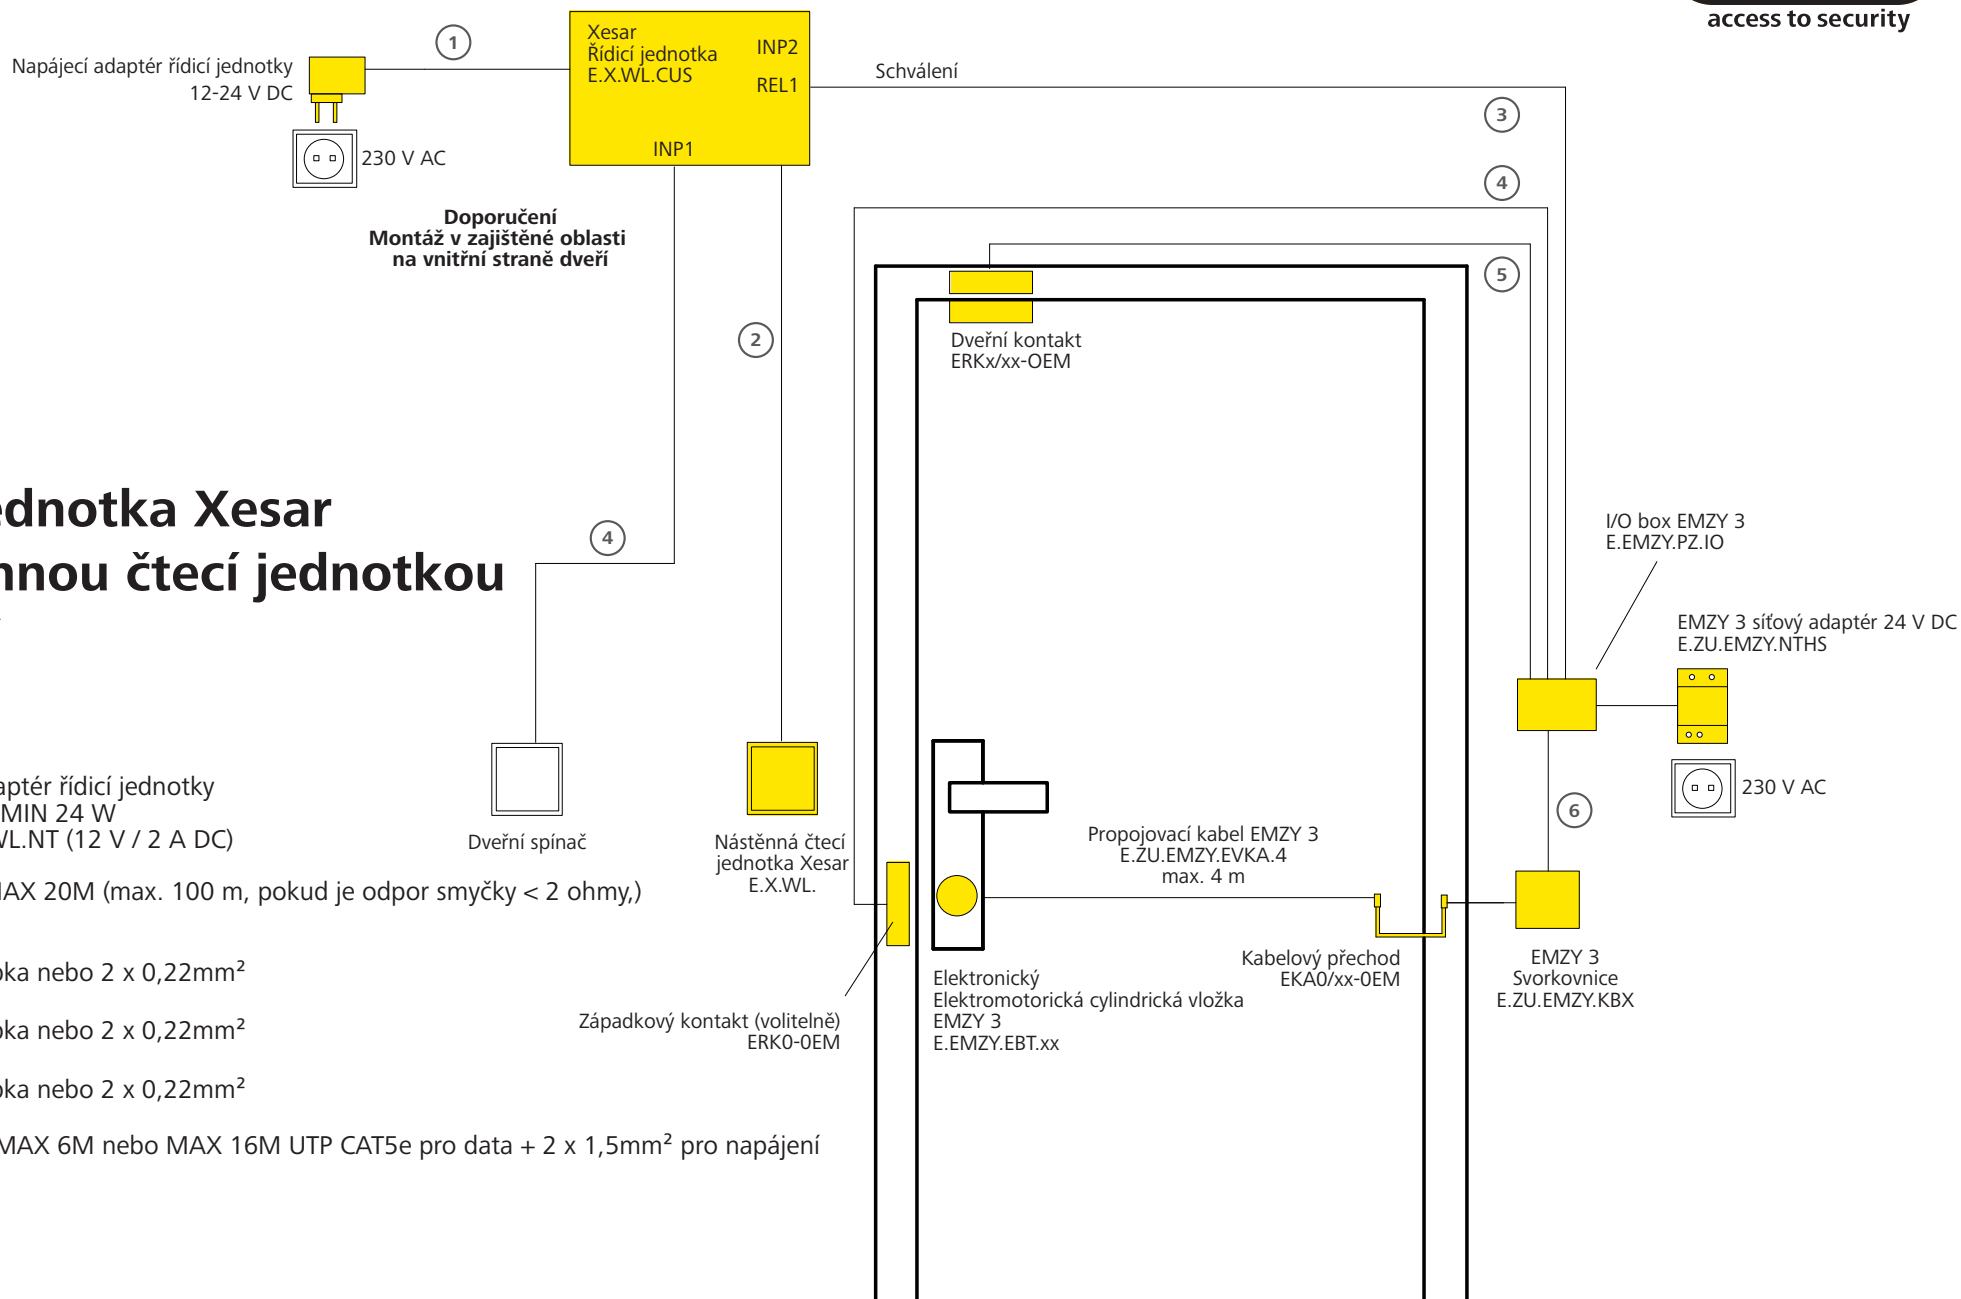 access to security
1
Xesar
Řídicí jednotka
E.X.WL.CUS
INP2
REL1
INP1
Napájecí adaptér řídicí jednotky
12-24 V DC
230 V AC
Schválení
3
4
5
Doporučení
Montáž v zajištěné oblasti
na vnitřní straně dveří
2
Dveřní kontakt
ERKx/xx-OEM
ednotka Xesar
nnou čtecí jednotkou
4
I/O box EMZY 3
E.EMZY.PZ.IO
EMZY 3 síťový adaptér 24 V DC
E.ZU.EMZY.NTHS
230 V AC
6
aptér řídicí jednotky
MIN 24 W
WL.NT (12 V / 2 A DC)
Dveřní spínač
Nástěnná čtecí
jednotka Xesar
E.X.WL.
Propojovací kabel EMZY 3
E.ZU.EMZY.EVKA.4
max. 4 m
MAX 20M (max. 100 m, pokud je odpor smyčky < 2 ohmy,)
Kabelový přechod
EKA0/xx-0EM
EMZY 3
Svorkovnice
E.ZU.EMZY.KBX
Elektronický
Elektromotorická cylindrická vložka
EMZY 3
E.EMZY.EBT.xx
Západkový kontakt (volitelně)
ERK0-0EM
pka nebo 2 x 0,22mm²
pka nebo 2 x 0,22mm²
pka nebo 2 x 0,22mm²
MAX 6M nebo MAX 16M UTP CAT5e pro data + 2 x 1,5mm² pro napájení